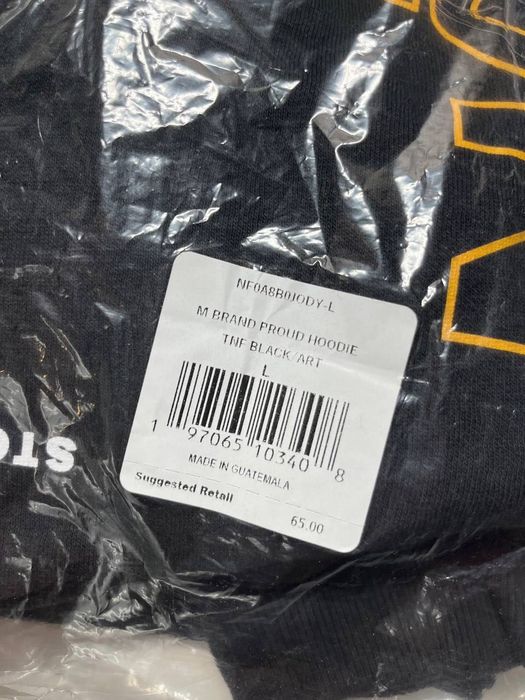 NF0A8B0JODY-L
M BRAND PROUD HOODIE
TNF BLACK/ART
L
1 97065 10340 8
MADE IN GUATEMALA
Suggested Retail
65.00